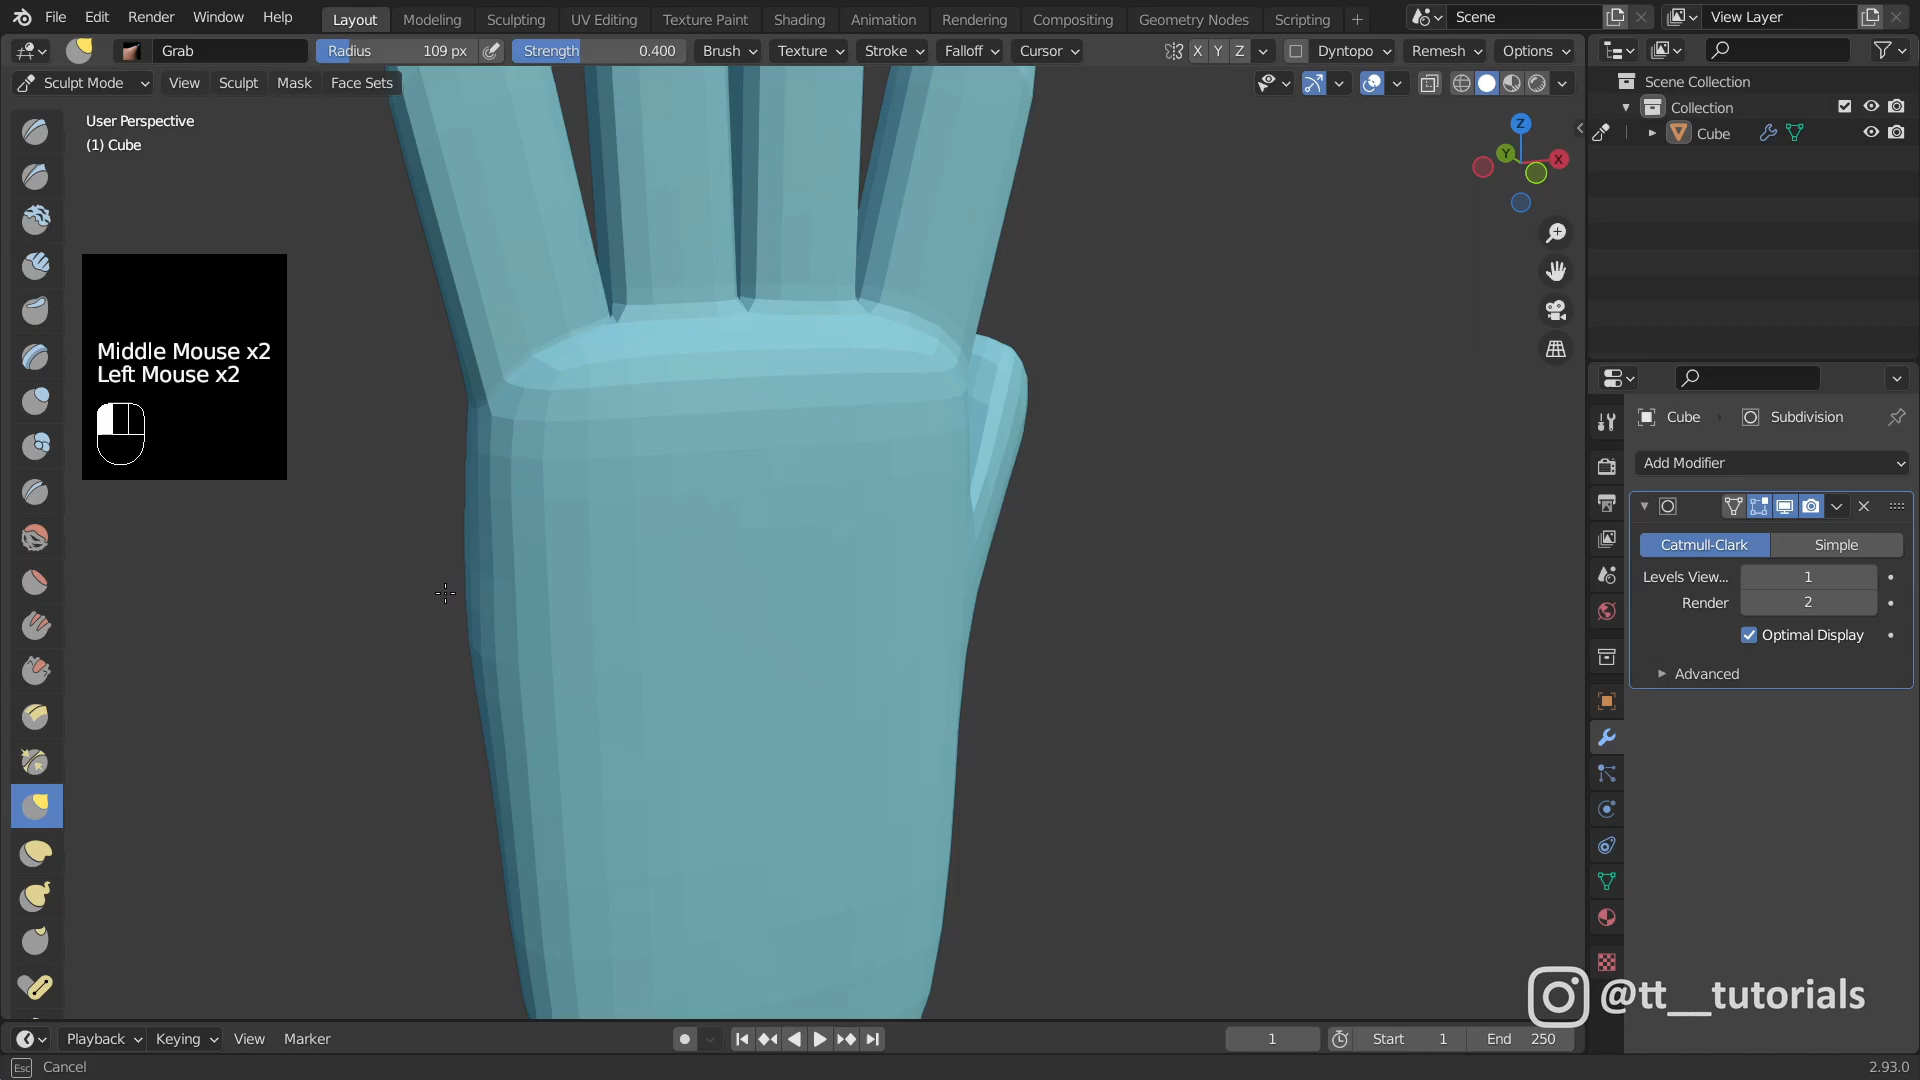 File Edit Render Window Help Layout Modeling Sculpting UV Editing Texture Paint Shading Animation Rendering Compositing Geometry Nodes Scripting + Scene View Layer
Grab Radius 109 px Strength 0.400 Brush Texture Stroke Falloff Cursor X Y Z Dyntopo Remesh Options
Sculpt Mode View Sculpt Mask Face Sets
Scene Collection
Collection
Cube
User Perspective
(1) Cube
Z
Y
X
Middle Mouse x2
Left Mouse x2
Cube Subdivision
Add Modifier
Catmull-Clark Simple
Levels View... 1
Render 2
Optimal Display
Advanced
@tt__tutorials
Playback Keying View Marker 1 Start 1 End 250
Esc Cancel 2.93.0